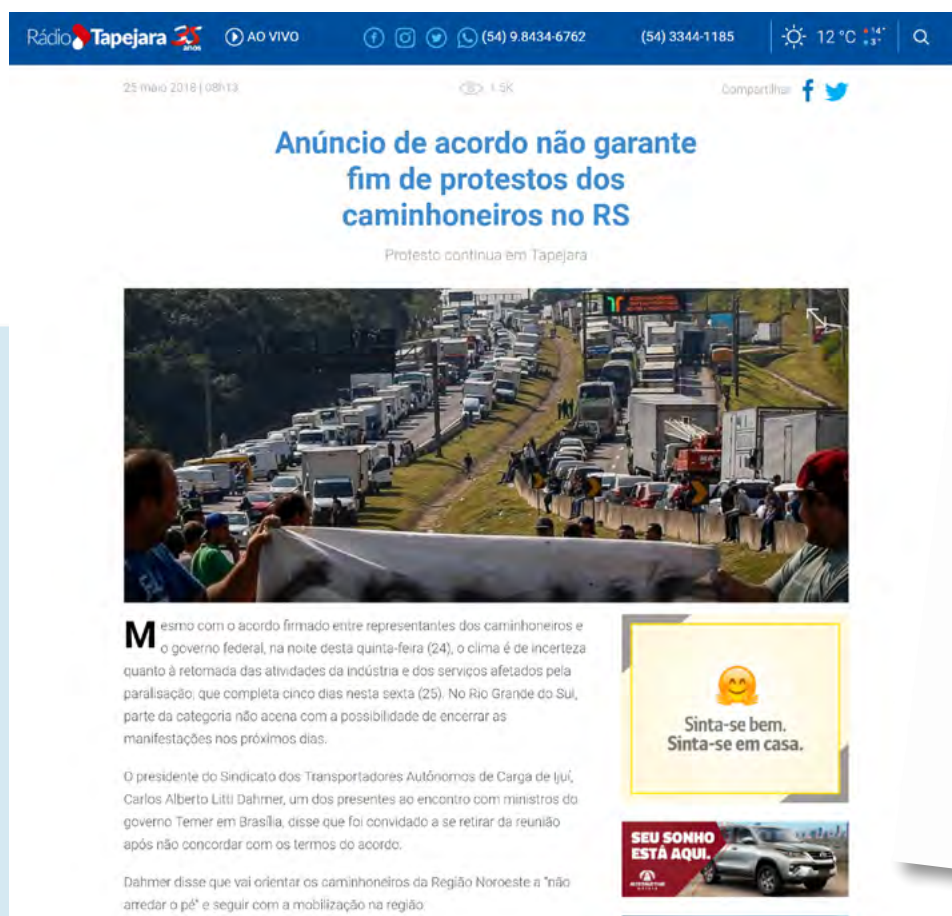 Rádio Tapejara 35 anos AO VIVO (54) 9.8434-6762 (54) 3344-1185 12 °C 14° 3°
25 maio 2018 | 08h13 1.5K Compartilhar
Anúncio de acordo não garante
fim de protestos dos
caminhoneiros no RS
Protesto continua em Tapejara
Mesmo com o acordo firmado entre representantes dos caminhoneiros e
o governo federal, na noite desta quinta-feira (24), o clima é de incerteza
quanto à retomada das atividades da indústria e dos serviços afetados pela
paralisação, que completa cinco dias nesta sexta (25). No Rio Grande do Sul,
parte da categoria não acena com a possibilidade de encerrar as
manifestações nos próximos dias.
O presidente do Sindicato dos Transportadores Autônomos de Carga de Ijuí,
Carlos Alberto Litti Dahmer, um dos presentes ao encontro com ministros do
governo Temer em Brasília, disse que foi convidado a se retirar da reunião
após não concordar com os termos do acordo.
Dahmer disse que vai orientar os caminhoneiros da Região Noroeste a "não
arredar o pé" e seguir com a mobilização na região
Sinta-se bem.
Sinta-se em casa.
SEU SONHO
ESTÁ AQUI.